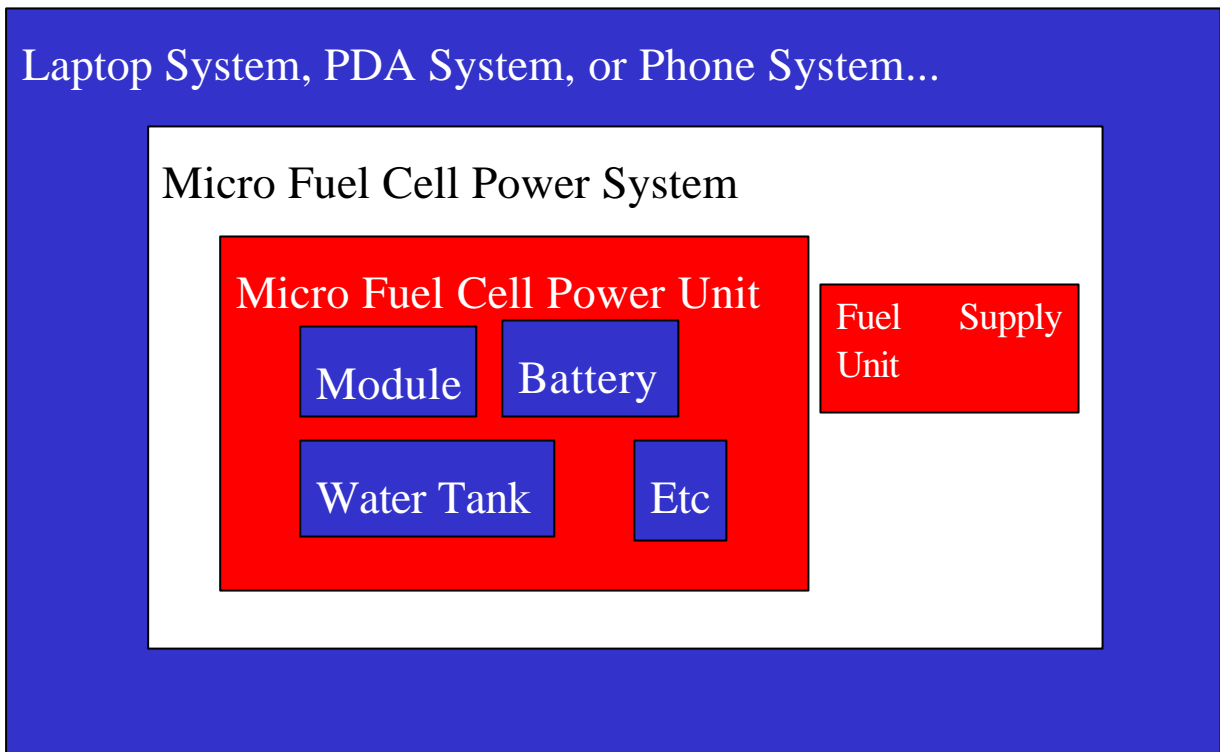 Laptop System, PDA System, or Phone System...
Micro Fuel Cell Power System
Micro Fuel Cell Power Unit
Fuel Supply
Unit
Module
Battery
Water Tank
Etc